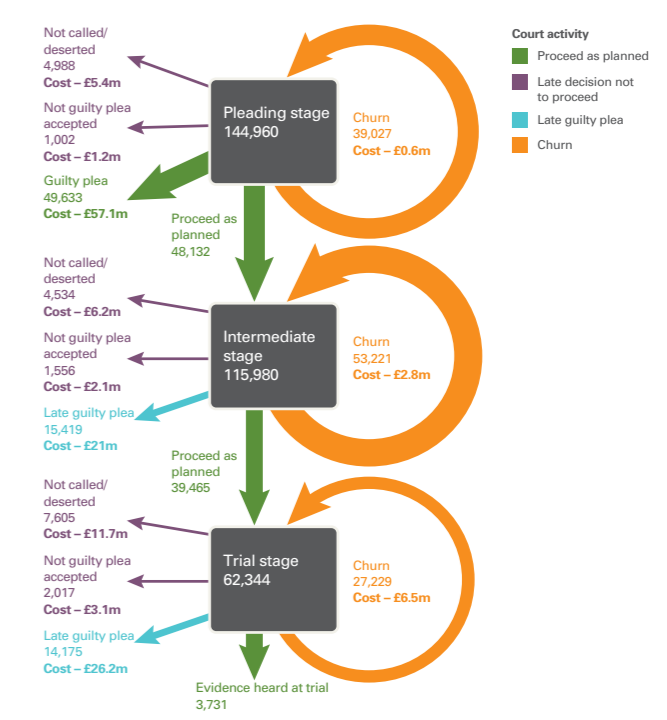 Not called/
deserted
4,988
Cost – £5.4m
Not guilty plea
accepted
1,002
Cost – £1.2m
Guilty plea
49,633
Cost – £57.1m
Pleading stage
144,960
Churn
39,027
Cost – £0.6m
Court activity
Proceed as planned
Late decision not
to proceed
Late guilty plea
Churn
Proceed as
planned
48,132
Not called/
deserted
4,534
Cost – £6.2m
Not guilty plea
accepted
1,556
Cost – £2.1m
Late guilty plea
15,419
Cost – £21m
Intermediate
stage
115,980
Churn
53,221
Cost – £2.8m
Proceed as
planned
39,465
Not called/
deserted
7,605
Cost – £11.7m
Not guilty plea
accepted
2,017
Cost – £3.1m
Late guilty plea
14,175
Cost – £26.2m
Trial stage
62,344
Churn
27,229
Cost – £6.5m
Evidence heard at trial
3,731